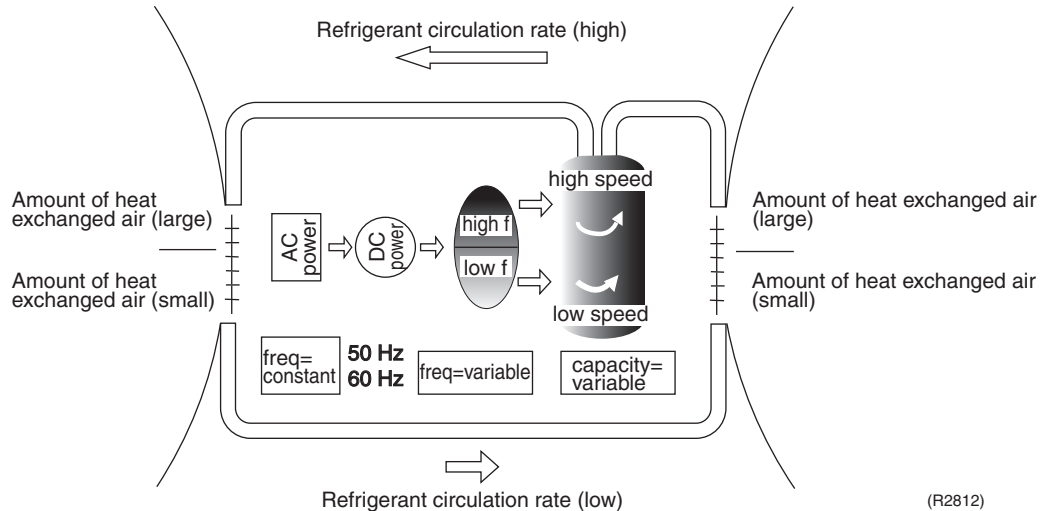 Refrigerant circulation rate (high)
high speed
Amount of heat
exchanged air (large)
Amount of heat
exchanged air (small)
AC
power
DC
power
high f
low f
Amount of heat exchanged air
(large)
Amount of heat exchanged air
(small)
low speed
freq=
constant
50 Hz
60 Hz
freq=variable
capacity=
variable
Refrigerant circulation rate (low)
(R2812)